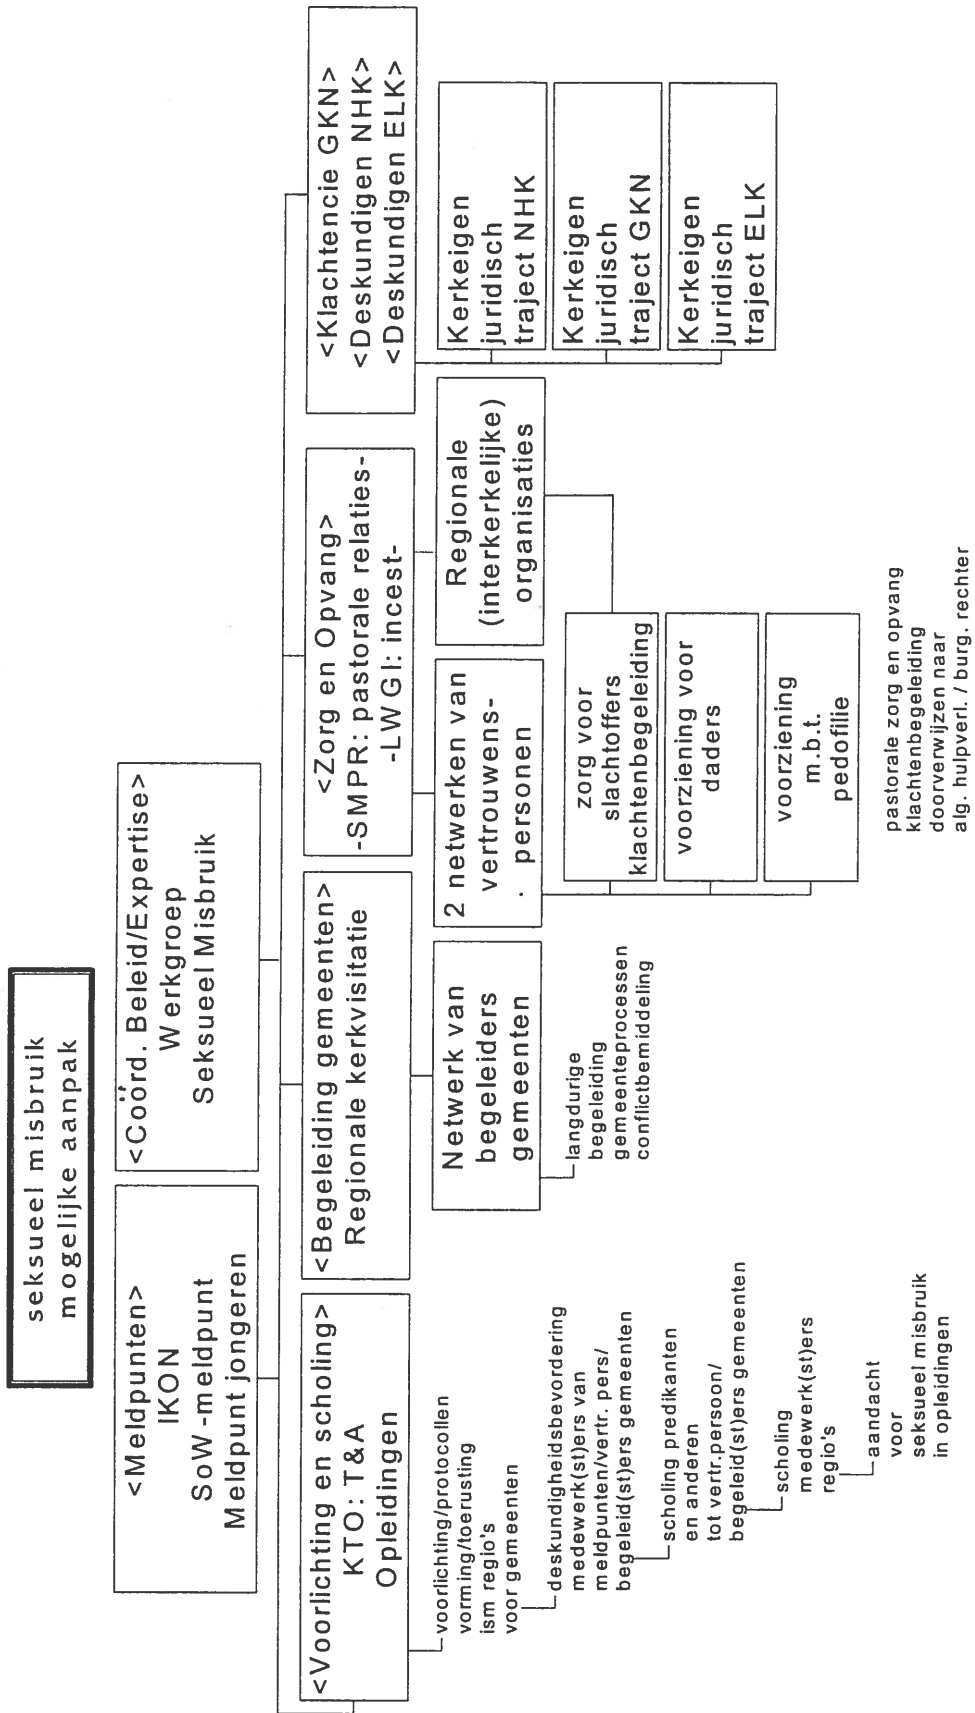 seksueel misbruik
mogelijke aanpak
<Meldpunten>
IKON
SoW-meldpunt
Meldpunt jongeren
<Coörd. Beleid/Expertise>
Werkgroep
Seksueel Misbruik
<Voorlichting en scholing>
KTO: T&A
Opleidingen
<Begeleiding gemeenten>
Regionale kerkvisitatie
<Zorg en Opvang>
-SMPR: pastorale relaties-
-LWGI: incest-
<Klachtencie GKN>
<Deskundigen NHK>
<Deskundigen ELK>
voorlichting/protocollen
vorming/toerusting
ism regio's
voor gemeenten
deskundigheidsbevordering
medewerk(st)ers van
meldpunten/vertr. pers/
begeleid(st)ers gemeenten
scholing predikanten
en anderen
tot vertr.persoon/
begeleid(st)ers gemeenten
scholing
medewerk(st)ers
regio's
aandacht
voor
seksueel misbruik
in opleidingen
Netwerk van
begeleiders
gemeenten
langdurige
begeleiding
gemeenteprocessen
conflictbemiddeling
2 netwerken van
vertrouwens-
. personen
Regionale
(interkerkelijke)
organisaties
zorg voor
slachtoffers
klachtenbegeleiding
voorziening voor
daders
voorziening
m.b.t.
pedofilie
pastorale zorg en opvang
klachtenbegeleiding
doorverwijzen naar
alg. hulpverl. / burg. rechter
Kerkeigen
juridisch
traject NHK
Kerkeigen
juridisch
traject GKN
Kerkeigen
juridisch
traject ELK